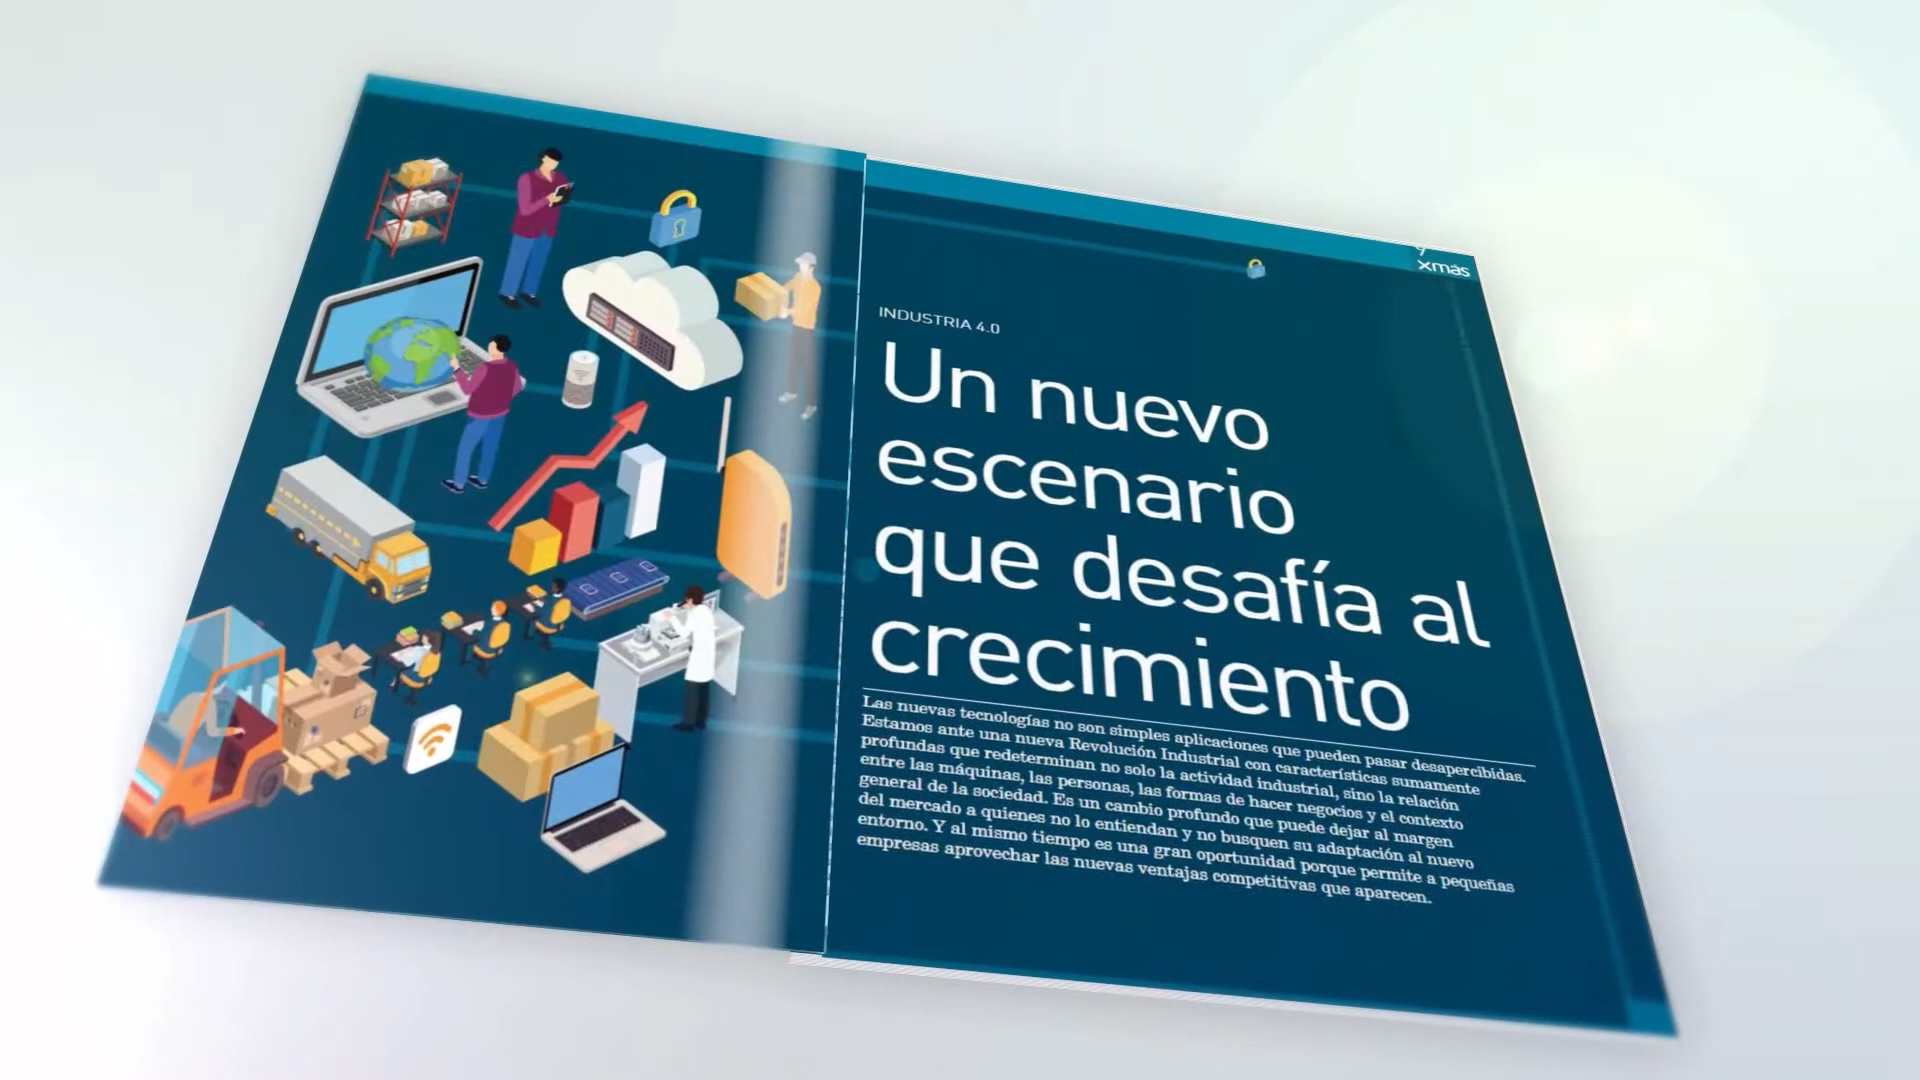 y
xmás
INDUSTRIA 4.0
Un nuevo
escenario
que desafía al
crecimiento
Las nuevas tecnologías no son simples aplicaciones que pueden pasar desapercibidas.
Estamos ante una nueva Revolución Industrial con características sumamente
profundas que redeterminan no solo la actividad industrial, sino la relación
entre las máquinas, las personas, las formas de hacer negocios y el contexto
general de la sociedad. Es un cambio profundo que puede dejar al margen
del mercado a quienes no lo entiendan y no busquen su adaptación al nuevo
entorno. Y al mismo tiempo es una gran oportunidad porque permite a pequeñas
empresas aprovechar las nuevas ventajas competitivas que aparecen.